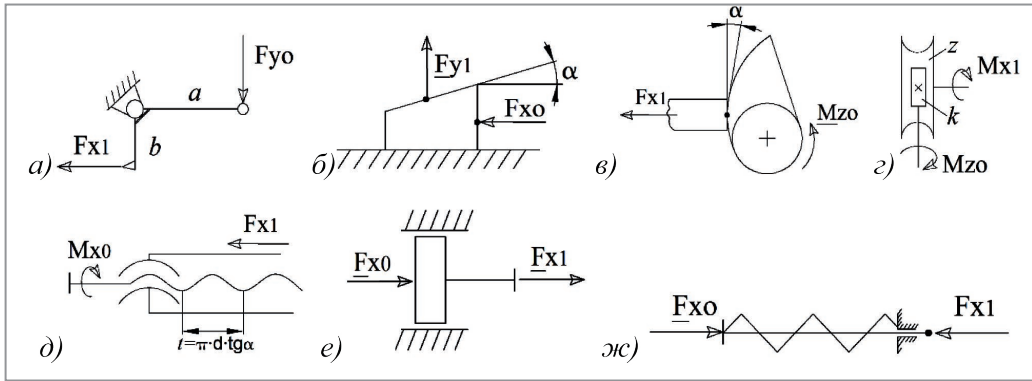 a
Fyo
b
Fx1
а)
Fy1
α
Fxo
б)
α
Fx1
Mzo
в)
z
Mx1
k
Mzo
г)
Fx1
Mx0
t=π·d·tgα
д)
Fx0
Fx1
е)
Fxo
Fx1
ж)